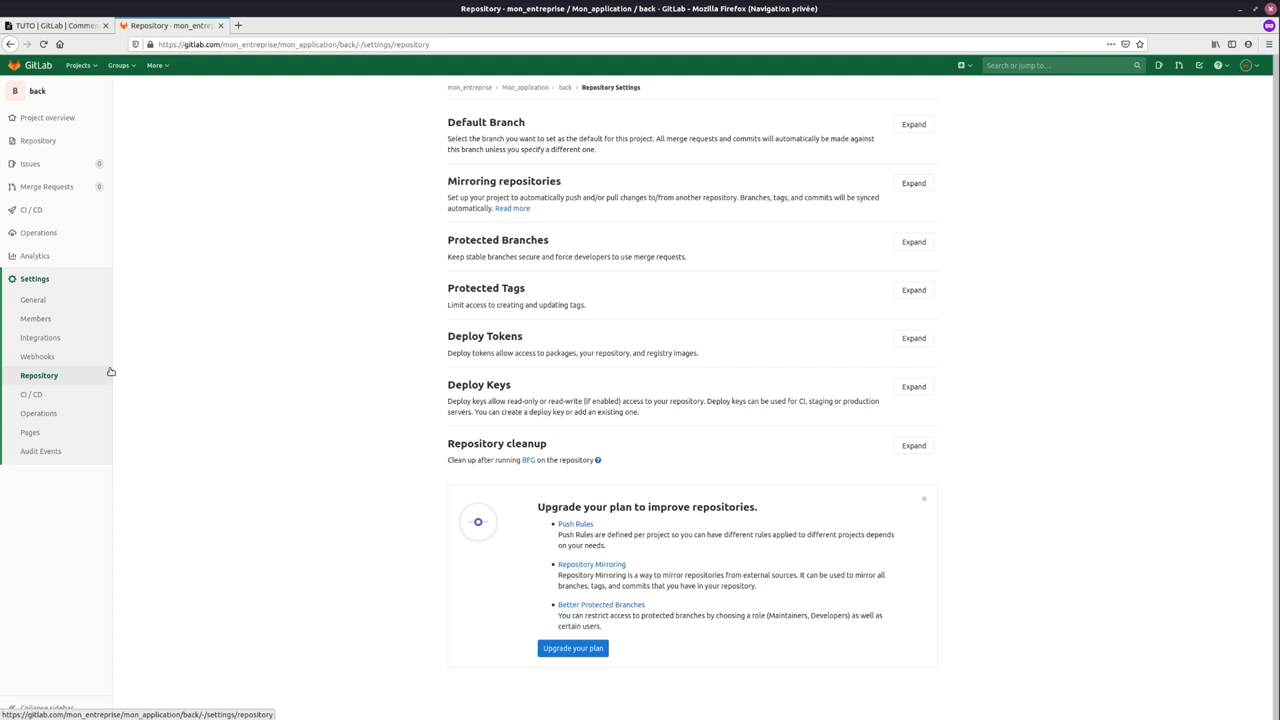 Repository · mon_entreprise / Mon_application / back · GitLab - Mozilla Firefox (Navigation privée)
TUTO | GitLab | Commen
Repository · mon_entrep
https://gitlab.com/mon_entreprise/mon_application/back/-/settings/repository
GitLab
Projects
Groups
More
Search or jump to...
B back
Project overview
Repository
Issues 0
Merge Requests 0
CI / CD
Operations
Analytics
Settings
General
Members
Integrations
Webhooks
Repository
CI / CD
Operations
Pages
Audit Events
Collapse sidebar
https://gitlab.com/mon_entreprise/mon_application/back/-/settings/repository
mon_entreprise > Mon_application > back > Repository Settings
Default Branch
Expand
Select the branch you want to set as the default for this project. All merge requests and commits will automatically be made against
this branch unless you specify a different one.
Mirroring repositories
Expand
Set up your project to automatically push and/or pull changes to/from another repository. Branches, tags, and commits will be synced
automatically. Read more
Protected Branches
Expand
Keep stable branches secure and force developers to use merge requests.
Protected Tags
Expand
Limit access to creating and updating tags.
Deploy Tokens
Expand
Deploy tokens allow access to packages, your repository, and registry images.
Deploy Keys
Expand
Deploy keys allow read-only or read-write (if enabled) access to your repository. Deploy keys can be used for CI, staging or production
servers. You can create a deploy key or add an existing one.
Repository cleanup
Expand
Clean up after running BFG on the repository
Upgrade your plan to improve repositories.
• Push Rules
Push Rules are defined per project so you can have different rules applied to different projects depends
on your needs.
• Repository Mirroring
Repository Mirroring is a way to mirror repositories from external sources. It can be used to mirror all
branches, tags, and commits that you have in your repository.
• Better Protected Branches
You can restrict access to protected branches by choosing a role (Maintainers, Developers) as well as
certain users.
Upgrade your plan